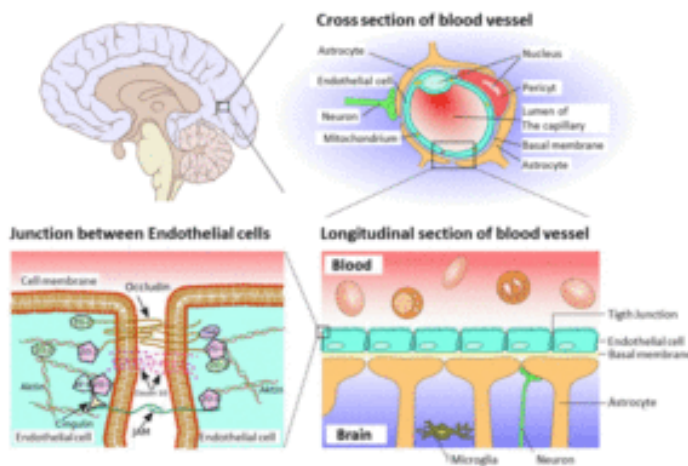 Cross section of blood vessel
Astrocyte
Nucleus
Endothelial cell
Pericyt
Neuron
Lumen of
The capillary
Mitochondrium
Basal membrane
Astrocyte
Junction between Endothelial cells
Cell membrane
Occludin
Aktin
Aktin
Cingulin
Endothelial cell
JAM
Endothelial cell
Longitudinal section of blood vessel
Blood
Tigth Junction
Endothelial cell
Basal membrane
Astrocyte
Brain
Microglia
Neuron